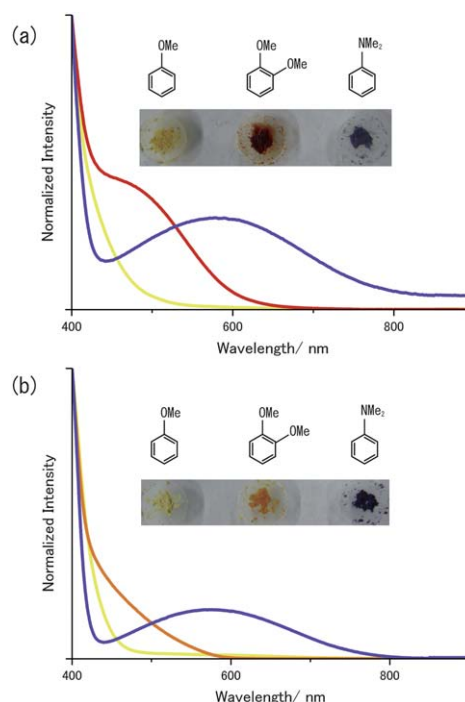 (a)
OMe
OMe
OMe
NMe₂
Normalized Intensity
400
600
800
Wavelength/ nm
(b)
OMe
OMe
OMe
NMe₂
Normalized Intensity
400
600
800
Wavelength/ nm